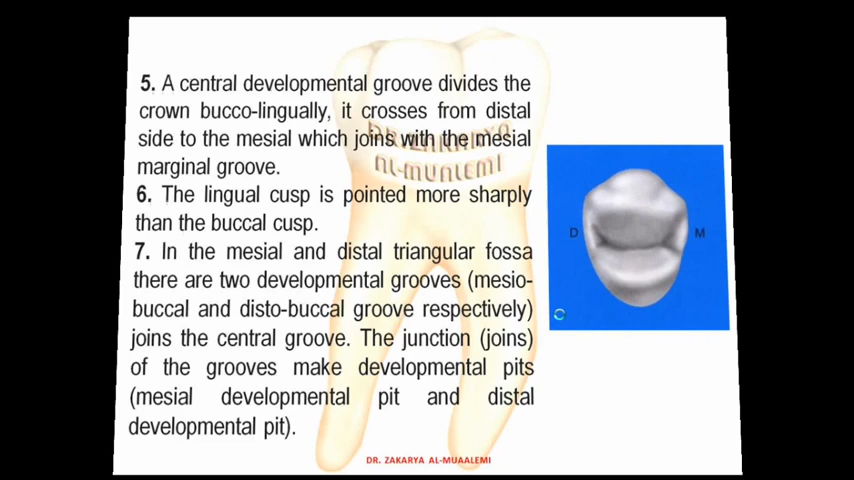 5. A central developmental groove divides the
crown bucco-lingually, it crosses from distal
side to the mesial which joins with the mesial
marginal groove.
6. The lingual cusp is pointed more sharply
than the buccal cusp.
7. In the mesial and distal triangular fossa
there are two developmental grooves (mesio-
buccal and disto-buccal groove respectively)
joins the central groove. The junction (joins)
of the grooves make developmental pits
(mesial developmental pit and distal
developmental pit).
DR. ZAKARYA
AL-MUALEMI
D M
DR. ZAKARYA AL-MUAALEMI